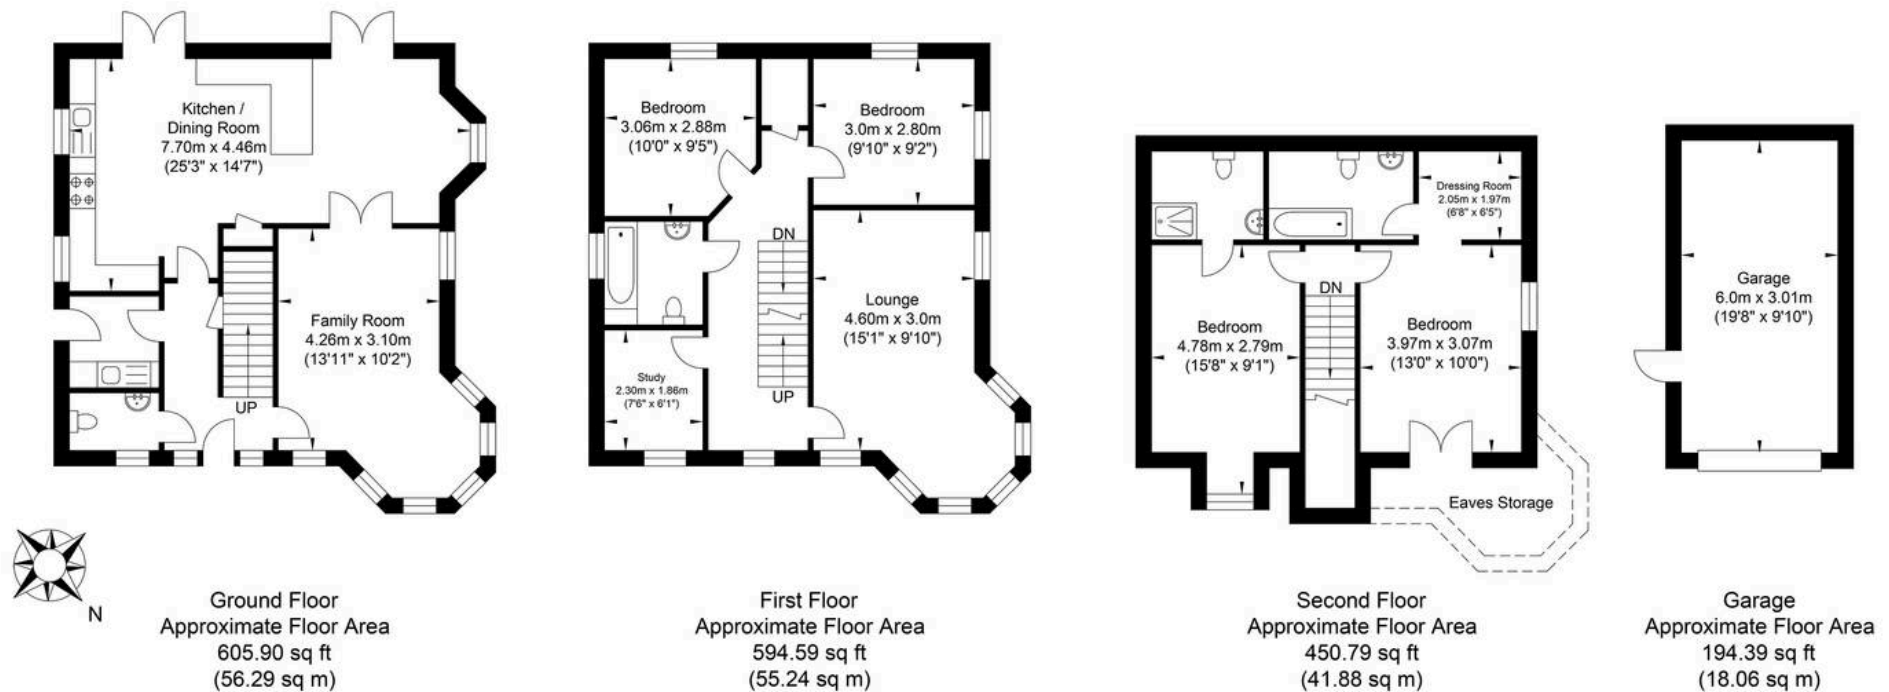 Kitchen /
Dining Room
7.70m x 4.46m
(25'3" x 14'7")
Family Room
4.26m x 3.10m
(13'11" x 10'2")
UP
N
Ground Floor
Approximate Floor Area
605.90 sq ft
(56.29 sq m)
Bedroom
3.06m x 2.88m
(10'0" x 9'5")
Bedroom
3.0m x 2.80m
(9'10" x 9'2")
DN
Lounge
4.60m x 3.0m
(15'1" x 9'10")
Study
2.30m x 1.86m
(7'6" x 6'1")
UP
First Floor
Approximate Floor Area
594.59 sq ft
(55.24 sq m)
Dressing Room
2.05m x 1.97m
(6'8" x 6'5")
DN
Bedroom
4.78m x 2.79m
(15'8" x 9'1")
Bedroom
3.97m x 3.07m
(13'0" x 10'0")
Eaves Storage
Second Floor
Approximate Floor Area
450.79 sq ft
(41.88 sq m)
Garage
6.0m x 3.01m
(19'8" x 9'10")
Garage
Approximate Floor Area
194.39 sq ft
(18.06 sq m)